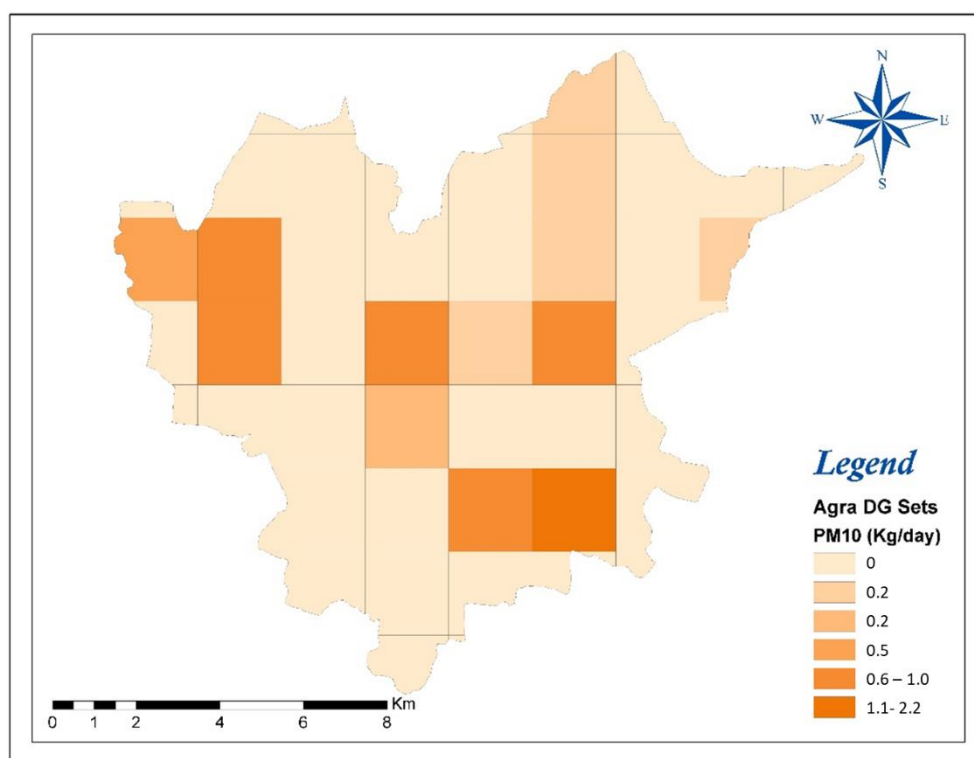 N
W E
S
Legend
Agra DG Sets
PM10 (Kg/day)
0
0.2
0.2
0.5
0.6 – 1.0
1.1- 2.2
Km
0 1 2 4 6 8